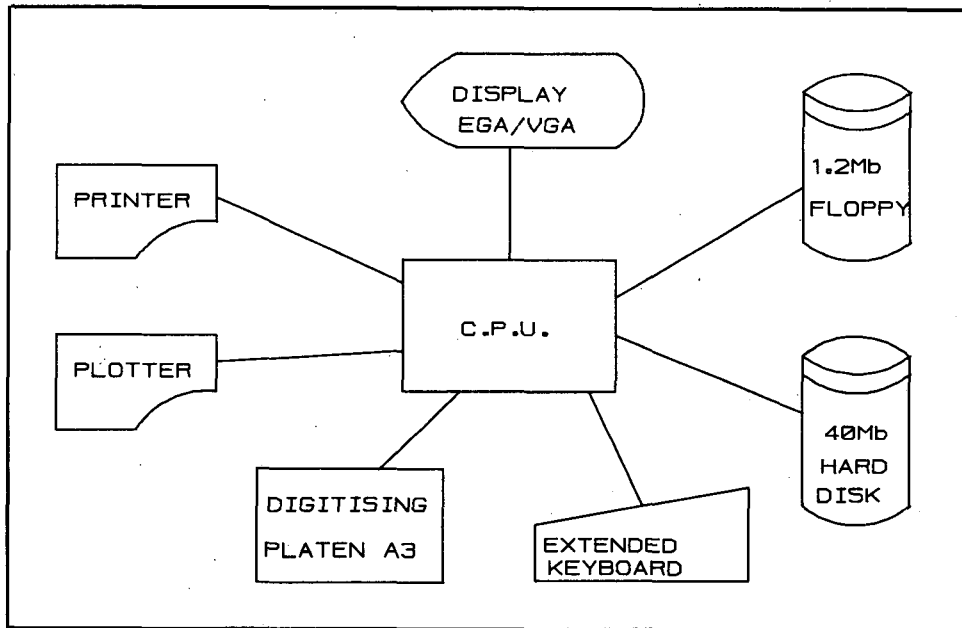 DISPLAY
EGA/VGA
1.2Mb
FLOPPY
PRINTER
C.P.U.
PLOTTER
40Mb
HARD
DISK
DIGITISING
PLATEN A3
EXTENDED
KEYBOARD